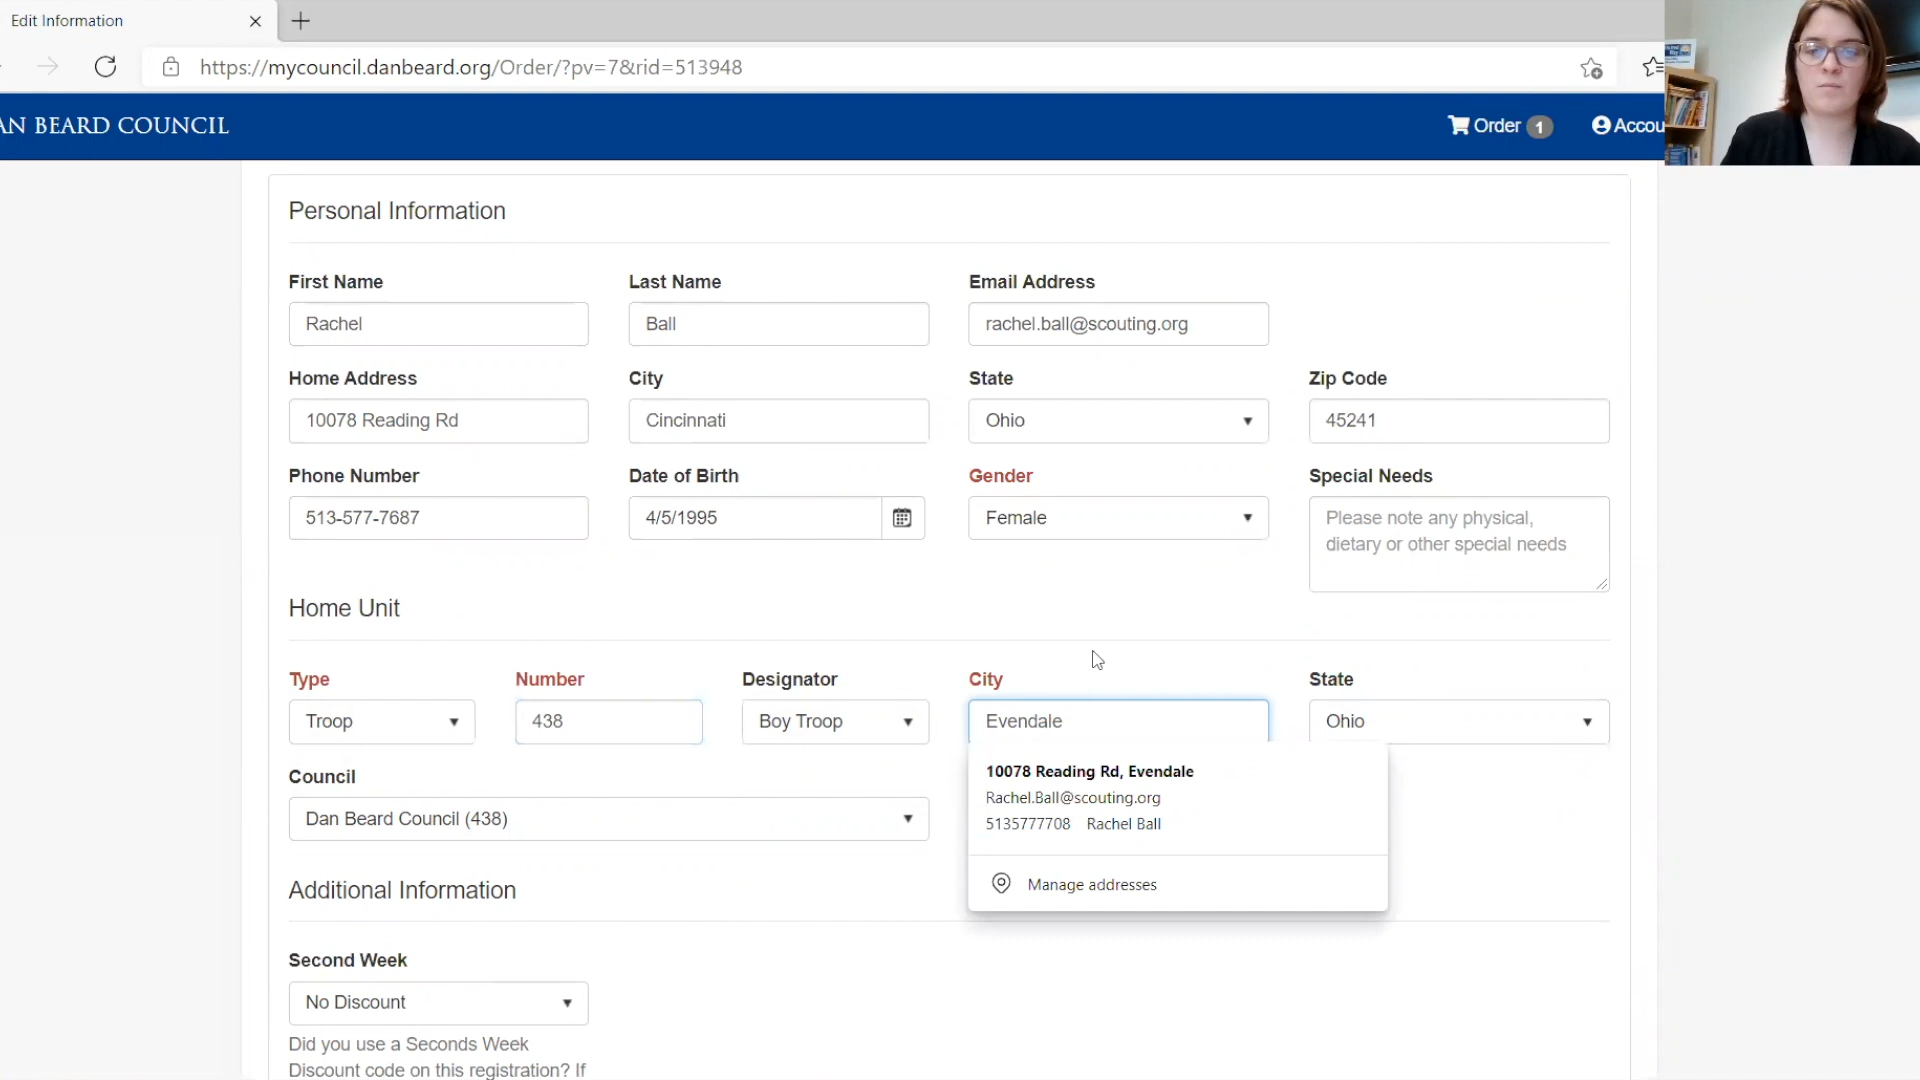 Edit Information
https://mycouncil.danbeard.org/Order/?pv=7&rid=513948
AN BEARD COUNCIL
Order 1
Accou
Personal Information
First Name
Last Name
Email Address
Rachel
Ball
rachel.ball@scouting.org
Home Address
City
State
Zip Code
10078 Reading Rd
Cincinnati
Ohio
45241
Phone Number
Date of Birth
Gender
Special Needs
513-577-7687
4/5/1995
Female
Please note any physical,
dietary or other special needs
Home Unit
Type
Number
Designator
City
State
Troop
438
Boy Troop
Evendale
Ohio
Council
Dan Beard Council (438)
10078 Reading Rd, Evendale
Rachel.Ball@scouting.org
5135777708 Rachel Ball
Manage addresses
Additional Information
Second Week
No Discount
Did you use a Seconds Week
Discount code on this registration? If